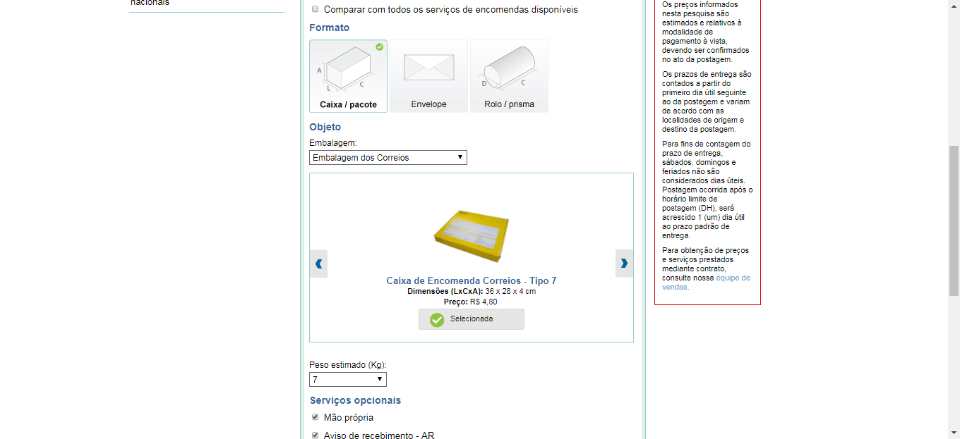 nacionais
Comparar com todos os serviços de encomendas disponíveis
Formato
A
L
C
Caixa / pacote
Envelope
D
C
Rolo / prisma
Objeto
Embalagem:
Embalagem dos Correios
Caixa de Encomenda Correios - Tipo 7
Dimensões (LxCxA): 36 x 28 x 4 cm
Preço: R$ 4,80
Selecionada
Peso estimado (Kg):
7
Serviços opcionais
Mão própria
Aviso de recebimento - AR
Os preços informados
nesta pesquisa são
estimados e relativos à
modalidade de
pagamento à vista,
devendo ser confirmados
no ato da postagem.
Os prazos de entrega são
contados a partir do
primeiro dia útil seguinte
ao da postagem e variam
de acordo com as
localidades de origem e
destino da postagem.
Para fins de contagem do
prazo de entrega,
sábados, domingos e
feriados não são
considerados dias úteis.
Postagem ocorrida após o
horário limite de
postagem (DH), será
acrescido 1 (um) dia útil
ao prazo padrão de
entrega.
Para obtenção de preços
e serviços prestados
mediante contrato,
consulte nossa equipe de
vendas.